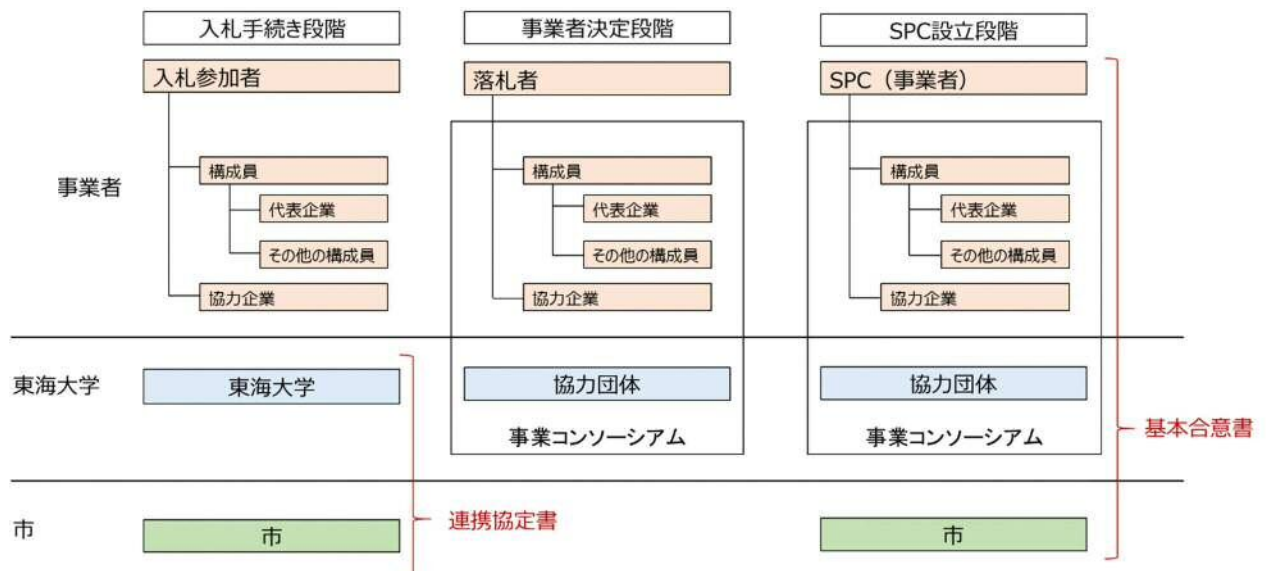 入札手続き段階
事業者決定段階
SPC設立段階
入札参加者
落札者
SPC（事業者）
事業者
構成員
構成員
構成員
代表企業
代表企業
代表企業
その他の構成員
その他の構成員
その他の構成員
協力企業
協力企業
協力企業
東海大学
東海大学
協力団体
協力団体
事業コンソーシアム
事業コンソーシアム
基本合意書
連携協定書
市
市
市